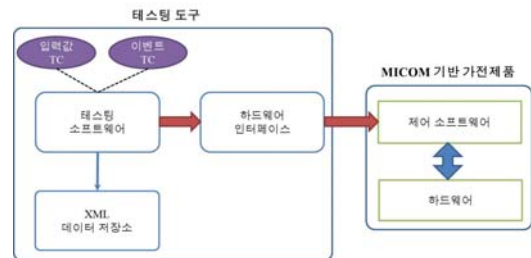 테스팅 도구
입력값
TC
이벤트
TC
테스팅
소프트웨어
하드웨어
인터페이스
XML
데이터 저장소
MICOM 기반 가전제품
제어 소프트웨어
하드웨어